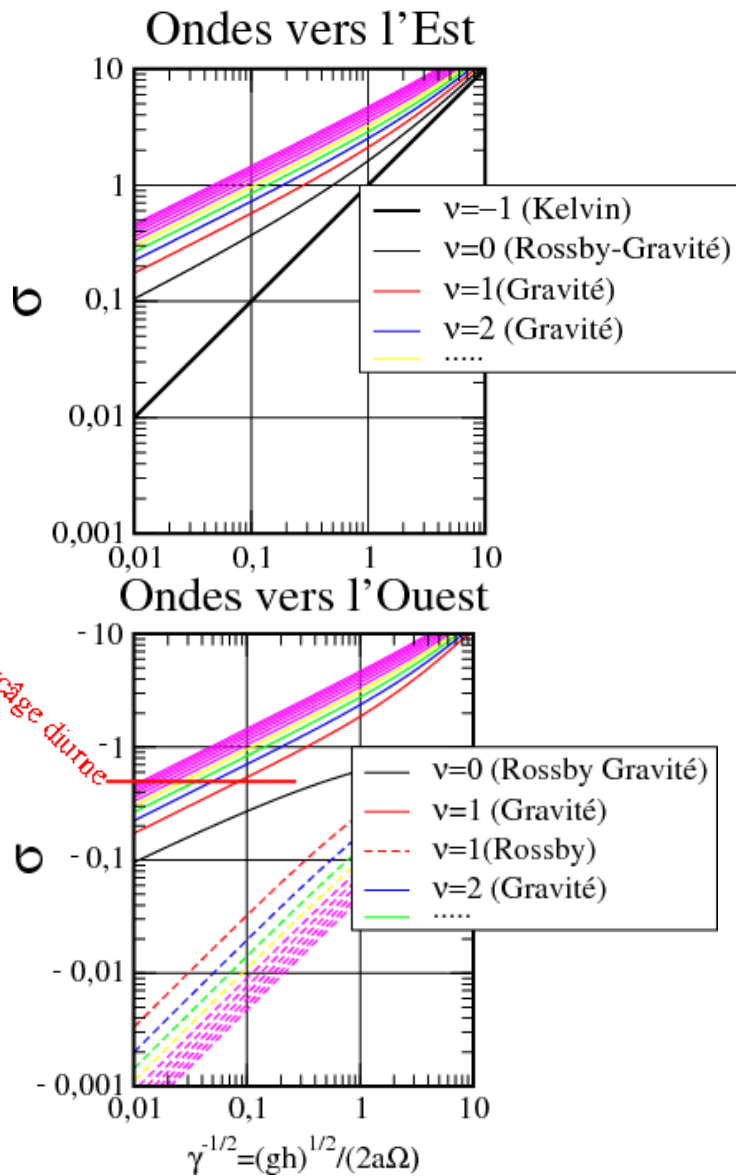 Ondes vers l'Est
10
1
0,1
0,01
0,001
σ
0,01 0,1 1 10
ν=−1 (Kelvin)
ν=0 (Rossby-Gravité)
ν=1(Gravité)
ν=2 (Gravité)
.....
Ondes vers l'Ouest
- 10
- 1
- 0,1
- 0,01
- 0,001
σ
diurne
0,01 0,1 1 10
ν=0 (Rossby Gravité)
ν=1 (Gravité)
ν=1(Rossby)
ν=2 (Gravité)
.....
γ^-1/2=(gh)^1/2/(2aΩ)